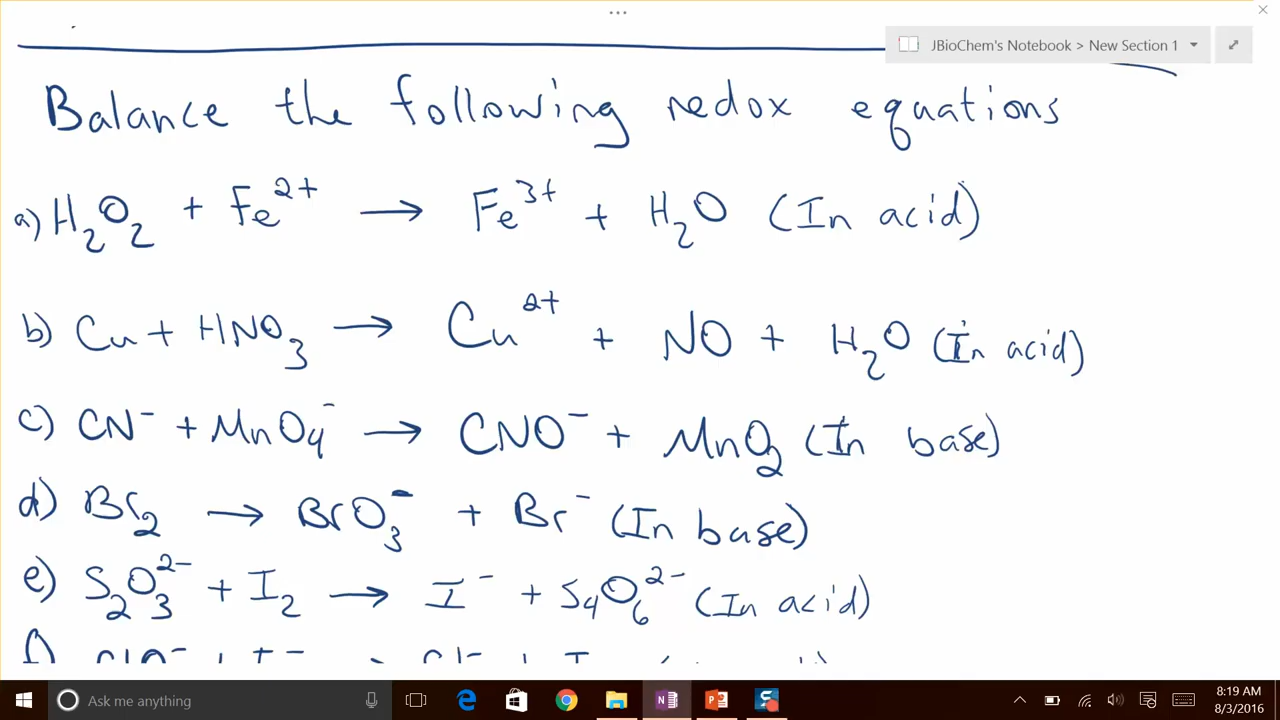 ...
JBioChem's Notebook > New Section 1
Balance the following redox equations
a) H₂O₂ + Fe²⁺ → Fe³⁺ + H₂O (In acid)
b) Cu + HNO₃ → Cu²⁺ + NO + H₂O (In acid)
c) CN⁻ + MnO₄⁻ → CNO⁻ + MnO₂ (In base)
d) Br₂ → BrO₃⁻ + Br⁻ (In base)
e) S₂O₃²⁻ + I₂ → I⁻ + S₄O₆²⁻ (In acid)
Ask me anything
8:19 AM
8/3/2016